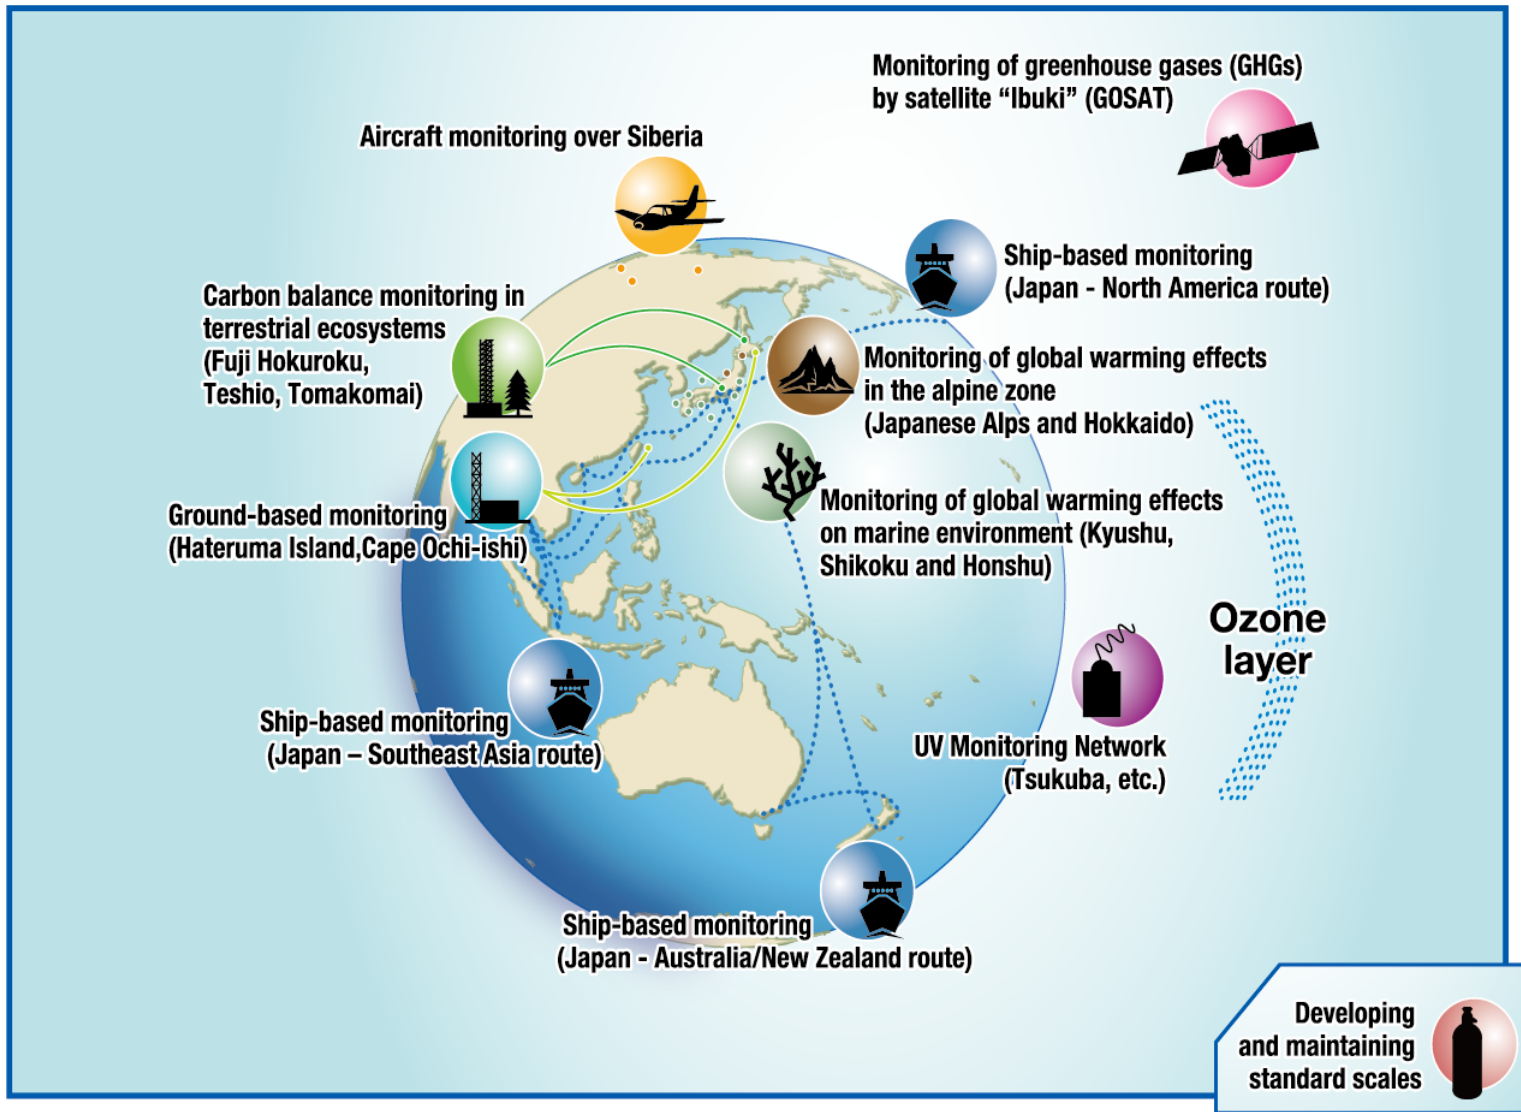 Monitoring of greenhouse gases (GHGs)
by satellite “Ibuki” (GOSAT)
Aircraft monitoring over Siberia
Ship-based monitoring
(Japan - North America route)
Carbon balance monitoring in
terrestrial ecosystems
(Fuji Hokuroku,
Teshio, Tomakomai)
Monitoring of global warming effects
in the alpine zone
(Japanese Alps and Hokkaido)
Monitoring of global warming effects
on marine environment (Kyushu,
Shikoku and Honshu)
Ground-based monitoring
(Hateruma Island,Cape Ochi-ishi)
Ozone
layer
Ship-based monitoring
(Japan – Southeast Asia route)
UV Monitoring Network
(Tsukuba, etc.)
Ship-based monitoring
(Japan - Australia/New Zealand route)
Developing
and maintaining
standard scales